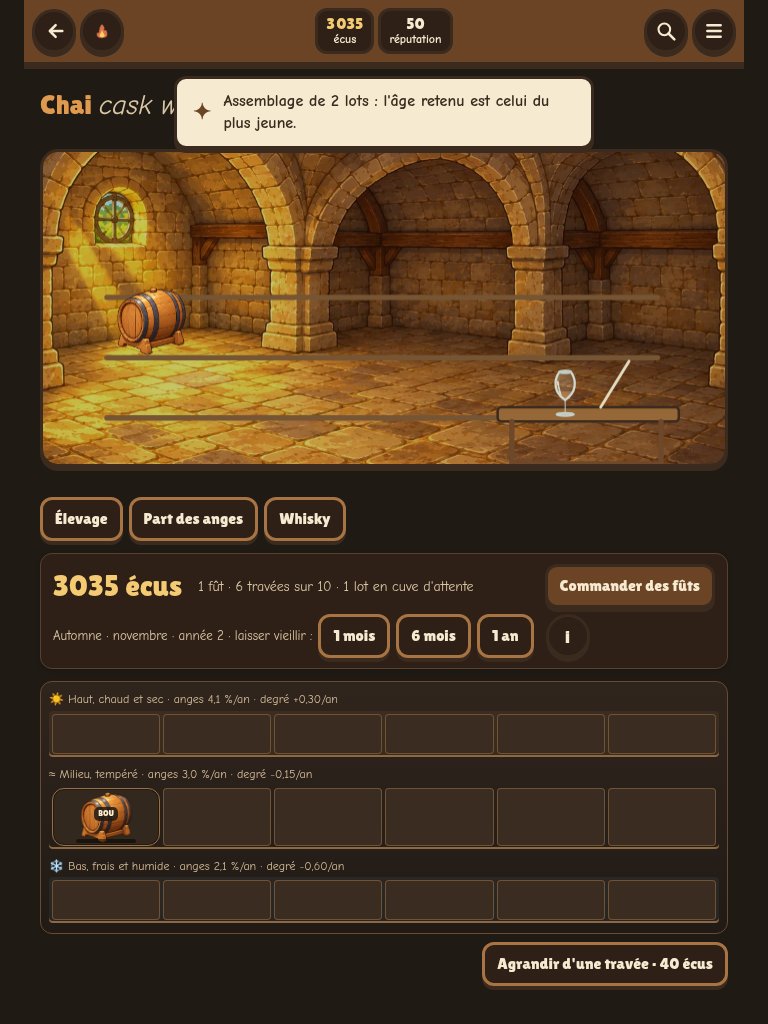 3035
écus
50
réputation
Chai cask w
Assemblage de 2 lots : l'âge retenu est celui du
plus jeune.
Élevage
Part des anges
Whisky
3035 écus
1 fût · 6 travées sur 10 · 1 lot en cuve d'attente
Commander des fûts
Automne · novembre · année 2 · laisser vieillir :
1 mois
6 mois
1 an
i
Haut, chaud et sec · anges 4,1 %/an · degré +0,30/an
≈ Milieu, tempéré · anges 3,0 %/an · degré -0,15/an
BOU
Bas, frais et humide · anges 2,1 %/an · degré -0,60/an
Agrandir d'une travée · 40 écus